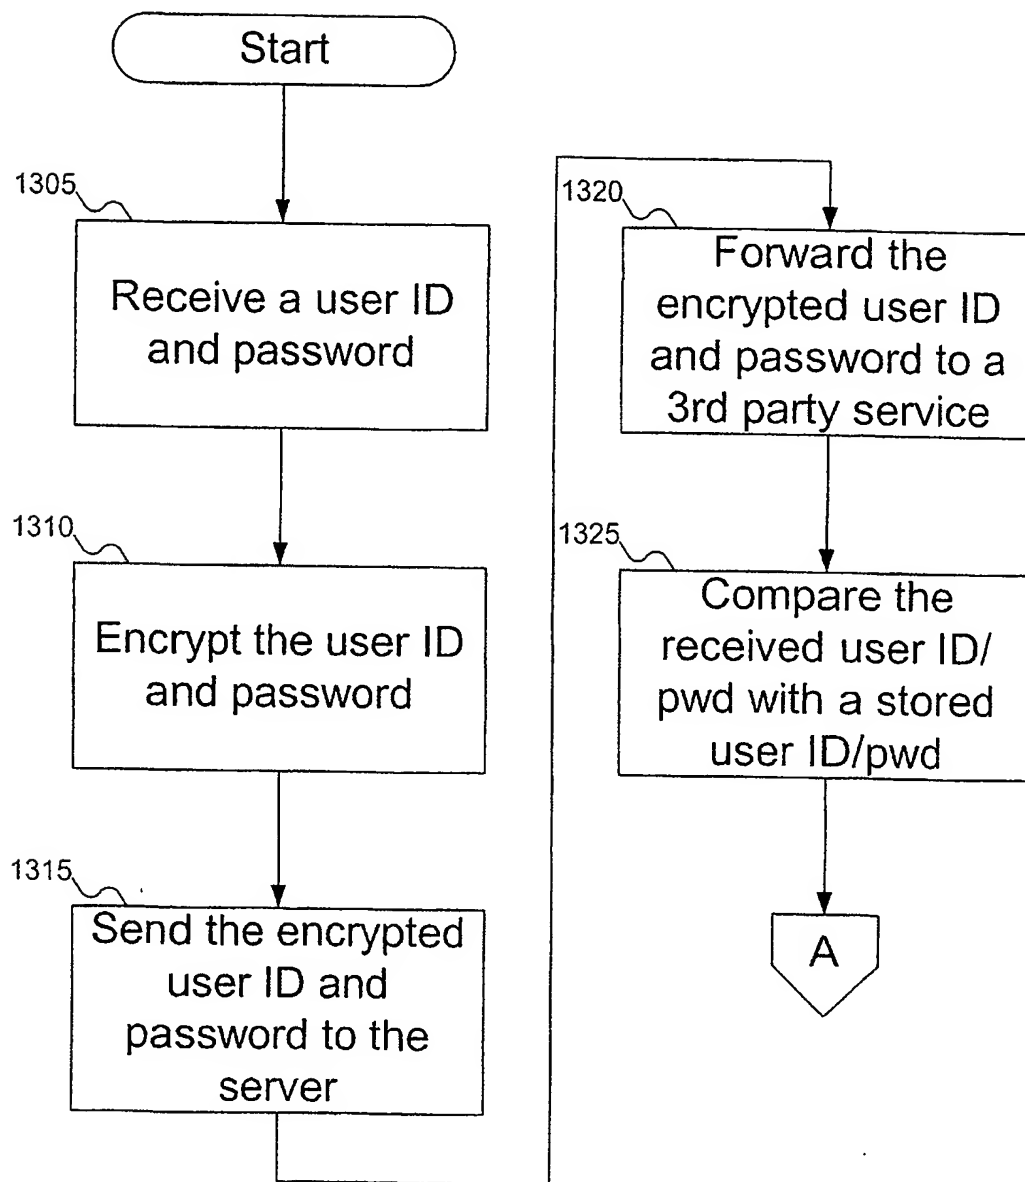 Start
1305
Receive a user ID
and password
1310
Encrypt the user ID
and password
1315
Send the encrypted
user ID and
password to the
server
1320
Forward the
encrypted user ID
and password to a
3rd party service
1325
Compare the
received user ID/
pwd with a stored
user ID/pwd
A